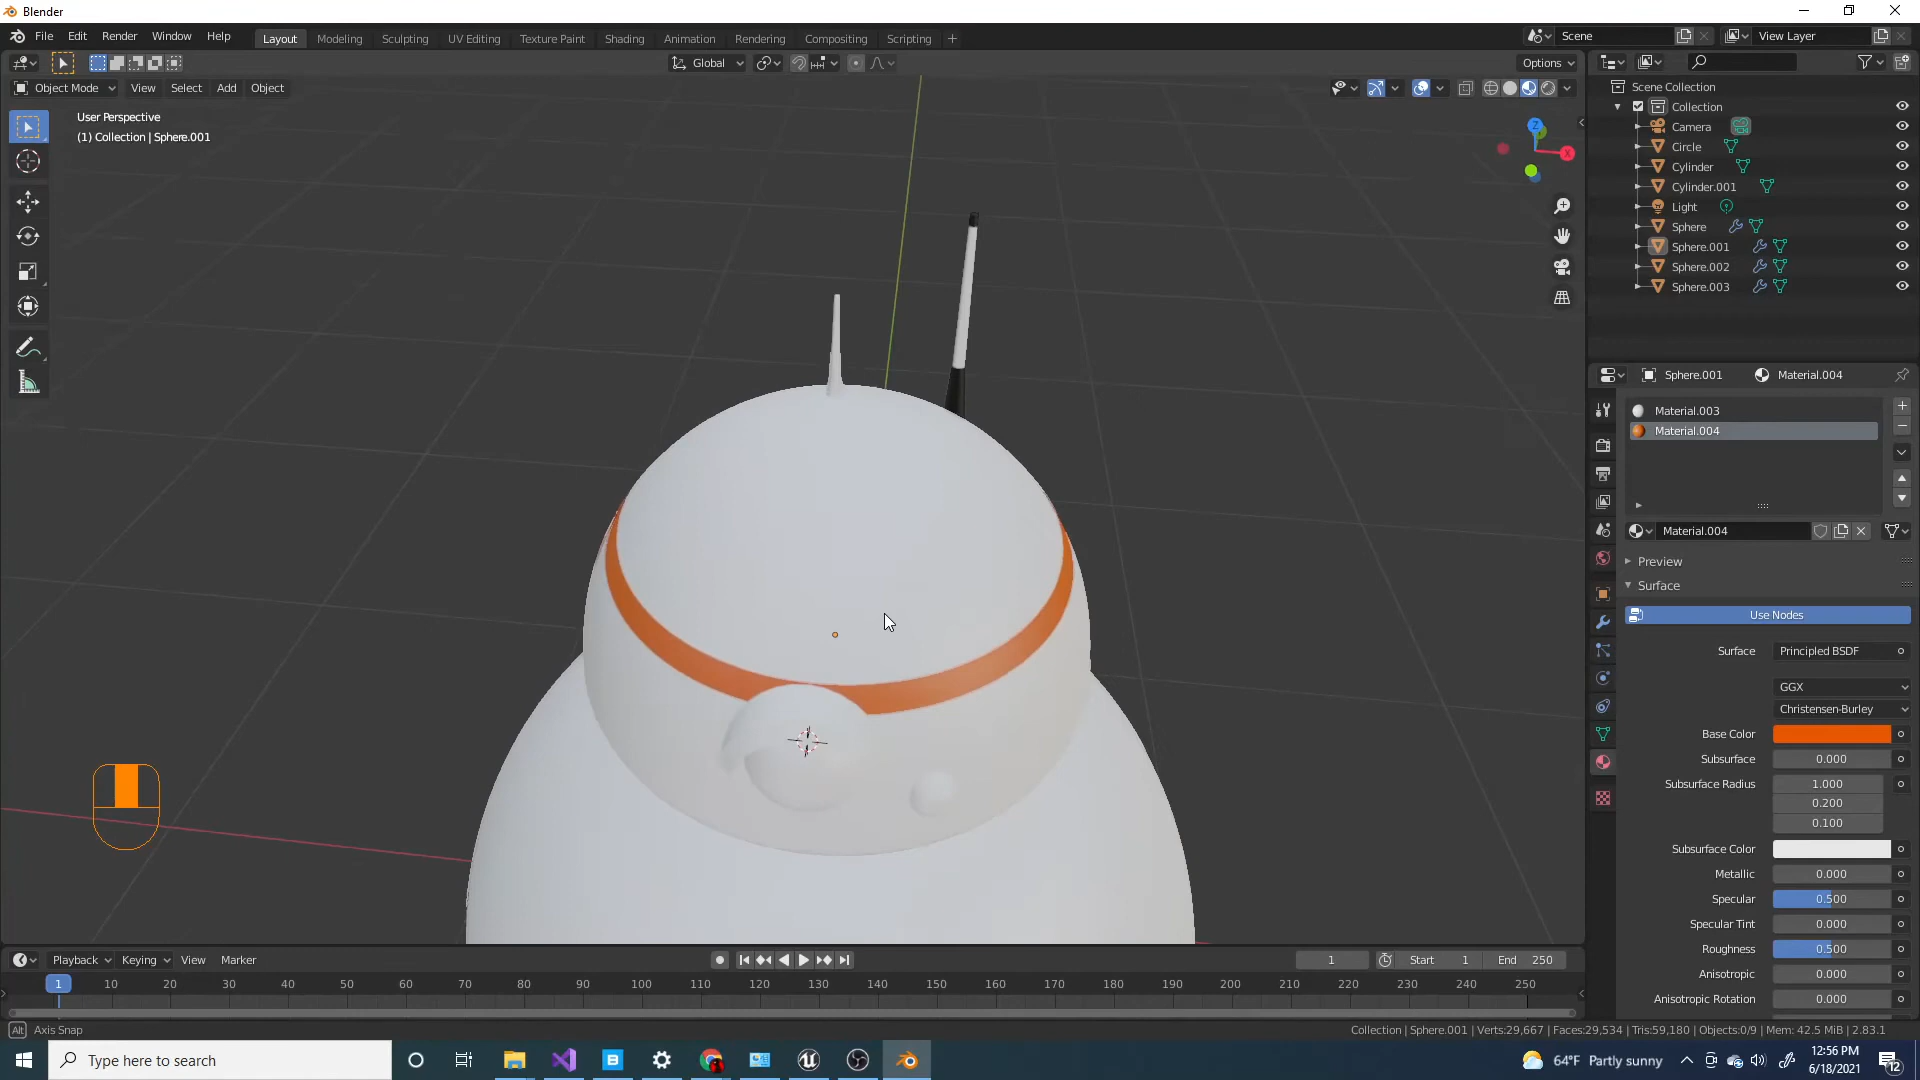 Blender
File Edit Render Window Help
Layout Modeling Sculpting UV Editing Texture Paint Shading Animation Rendering Compositing Scripting
Scene
View Layer
Global
Options
Object Mode View Select Add Object
User Perspective
(1) Collection | Sphere.001
Z
X
Scene Collection
Collection
Camera
Circle
Cylinder
Cylinder.001
Light
Sphere
Sphere.001
Sphere.002
Sphere.003
Sphere.001 Material.004
Material.003
Material.004
Material.004
Preview
Surface
Use Nodes
Surface Principled BSDF
GGX
Christensen-Burley
Base Color
Subsurface 0.000
Subsurface Radius 1.000
0.200
0.100
Subsurface Color
Metallic 0.000
Specular 0.500
Specular Tint 0.000
Roughness 0.500
Anisotropic 0.000
Anisotropic Rotation 0.000
Playback Keying View Marker
1 Start 1 End 250
1 10 20 30 40 50 60 70 80 90 100 110 120 130 140 150 160 170 180 190 200 210 220 230 240 250
Alt Axis Snap
Collection | Sphere.001 | Verts:29,667 | Faces:29,534 | Tris:59,180 | Objects:0/9 | Mem: 42.5 MiB | 2.83.1
Type here to search
64°F Partly sunny
12:56 PM
6/18/2021
12